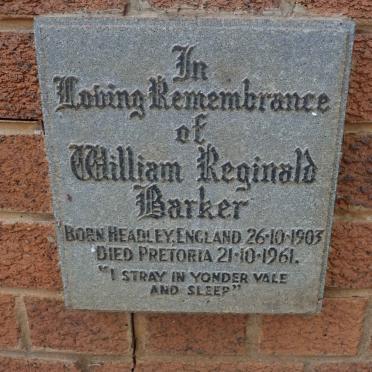 In
Loving Remembrance
of
William Reginald
Barker
BORN HEADLEY, ENGLAND 26·10·1903
DIED PRETORIA 21·10·1961.
"I STRAY IN YONDER VALE
AND SLEEP"